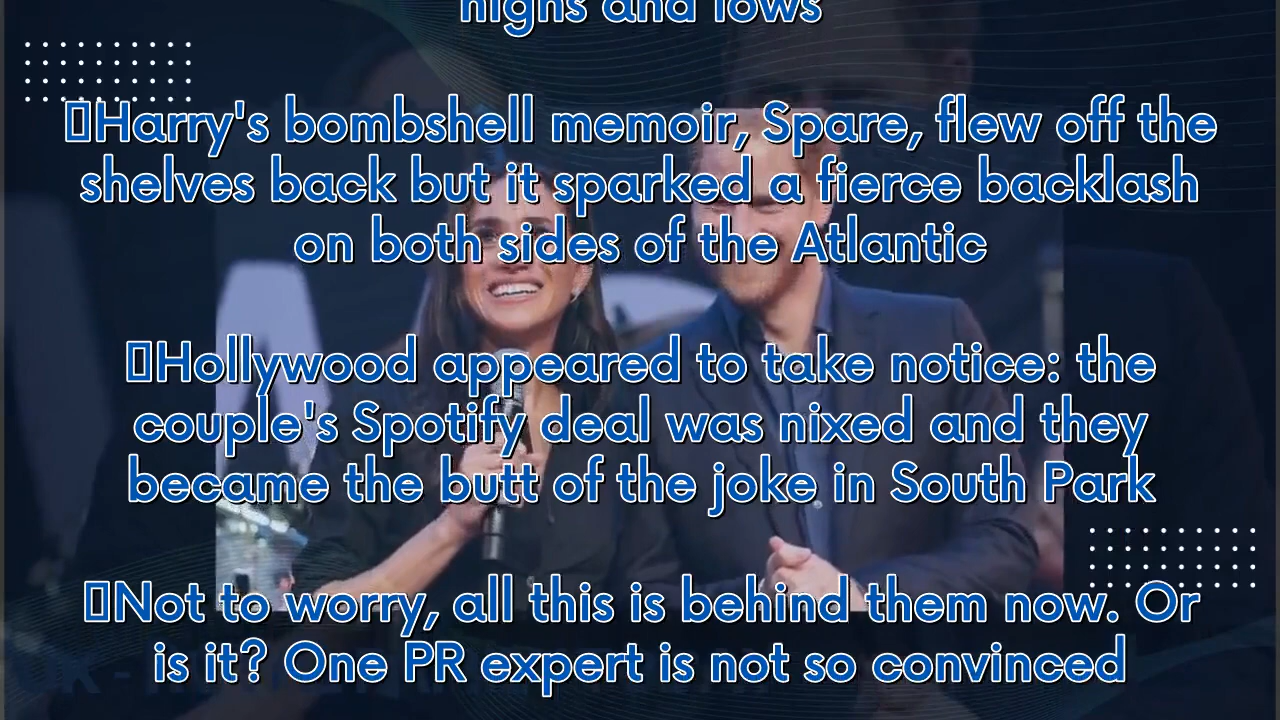 highs and lows
▯Harry's bombshell memoir, Spare, flew off the
shelves back but it sparked a fierce backlash
on both sides of the Atlantic
▯Hollywood appeared to take notice: the
couple's Spotify deal was nixed and they
became the butt of the joke in South Park
▯Not to worry, all this is behind them now. Or
is it? One PR expert is not so convinced